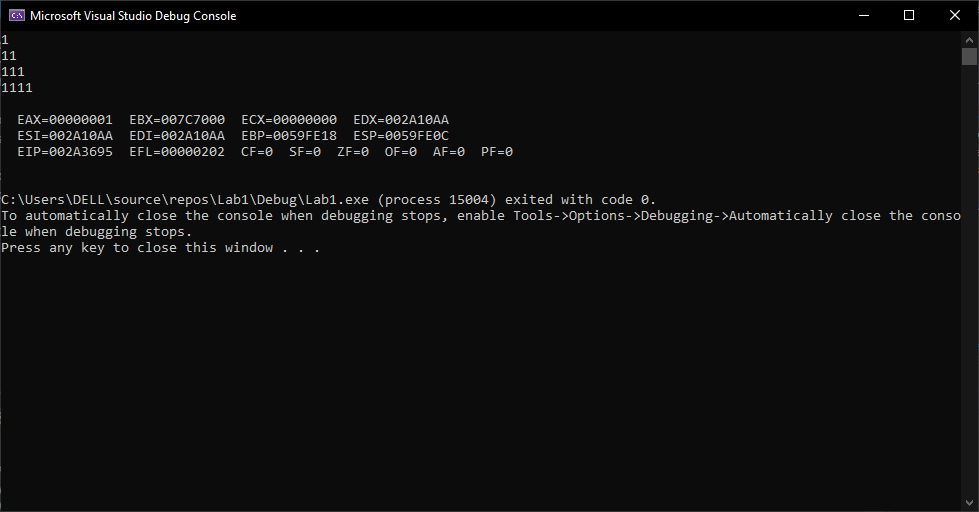 Microsoft Visual Studio Debug Console
1
11
111
1111
EAX=00000001  EBX=007C7000  ECX=00000000  EDX=002A10AA
ESI=002A10AA  EDI=002A10AA  EBP=0059FE18  ESP=0059FE0C
EIP=002A3695  EFL=00000202  CF=0  SF=0  ZF=0  OF=0  AF=0  PF=0
C:\Users\DELL\source\repos\Lab1\Debug\Lab1.exe (process 15004) exited with code 0.
To automatically close the console when debugging stops, enable Tools->Options->Debugging->Automatically close the conso
le when debugging stops.
Press any key to close this window . . .